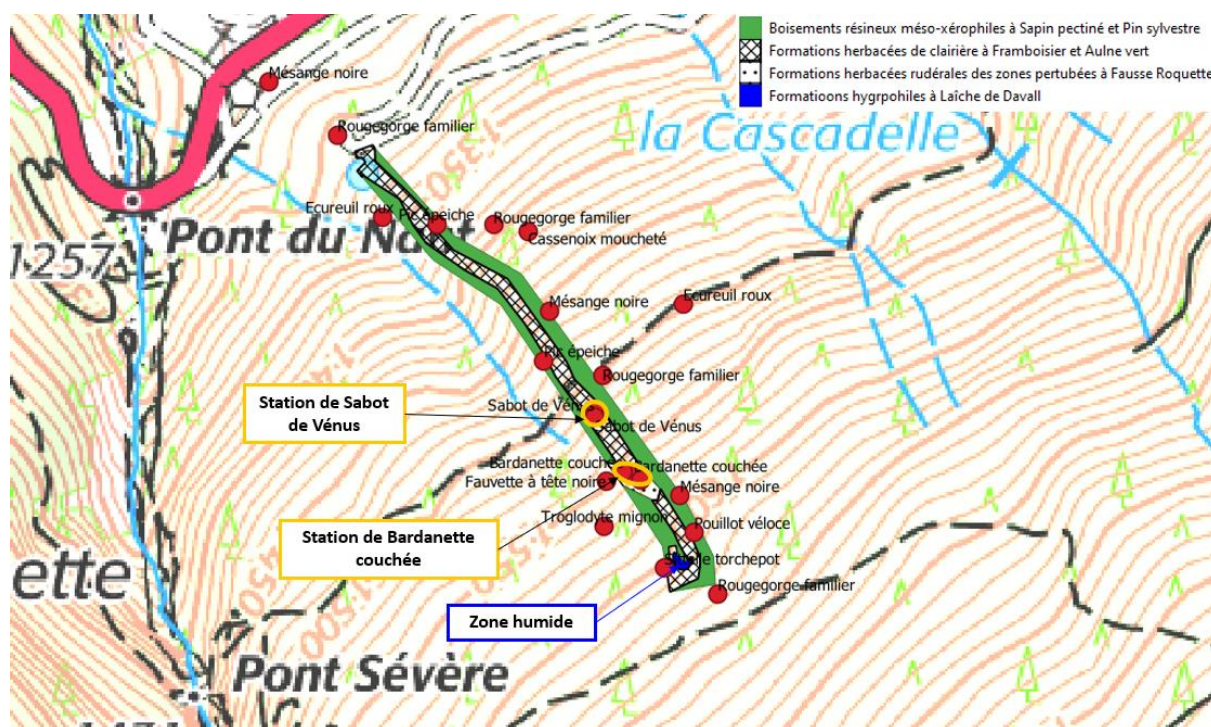 Boisements résineux méso-xérophiles à Sapin pectiné et Pin sylvestre
Formations herbacées de clairière à Framboisier et Aulne vert
Formations herbacées rudérales des zones pertubées à Fausse Roquette
Formatioons hygrpohiles à Laîche de Davall
Mésange noire
la Cascadelle
Rougegorge familier
1350
Ecureuil roux
Pic épeiche
Rougegorge familier
Pont du Nant
Cassenoix moucheté
1257
Mésange noire
Ecureuil roux
Pic épeiche
Rougegorge familier
Station de Sabot
de Vénus
Sabot de Vénus
Sabot de Vénus
Bardanette couchée
Bardanette couchée
Fauvette à tête noire
Mésange noire
Troglodyte mignon
Pouillot véloce
Station de Bardanette
couchée
Sittelle torchepot
ette
Rougegorge familier
Zone humide
1500
Pont Sévère